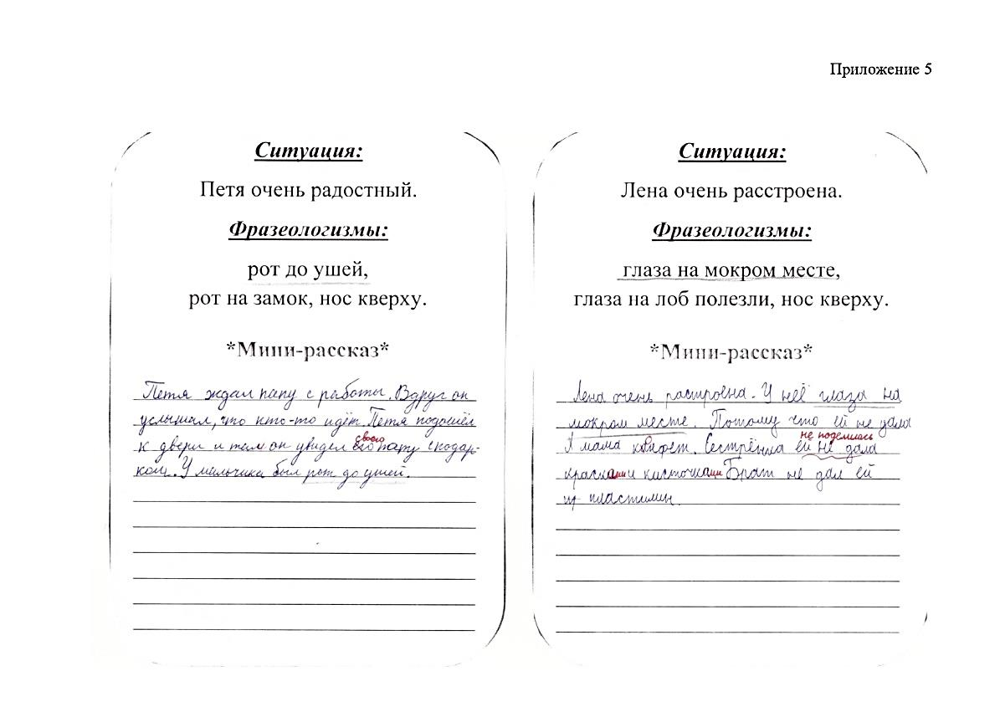 Приложение 5
Ситуация:
Петя очень радостный.
Фразеологизмы:
рот до ушей,
рот на замок, нос кверху.
*Мини-рассказ*
Петя ждал папу с работы. Вдруг он
услышал, что кто-то идёт. Петя подошёл
своего
к двери и там он увидел его папу с подар-
ком. У мальчика был рот до ушей.
Ситуация:
Лена очень расстроена.
Фразеологизмы:
глаза на мокром месте,
глаза на лоб полезли, нос кверху.
*Мини-рассказ*
Лена очень растроена. У неё глаза на
мокром месте. Потому что ей не дала
не поделилась
мама конфет. Сестрёнка ей не дала
красками кисточками Брат не дал ей
пластилин.